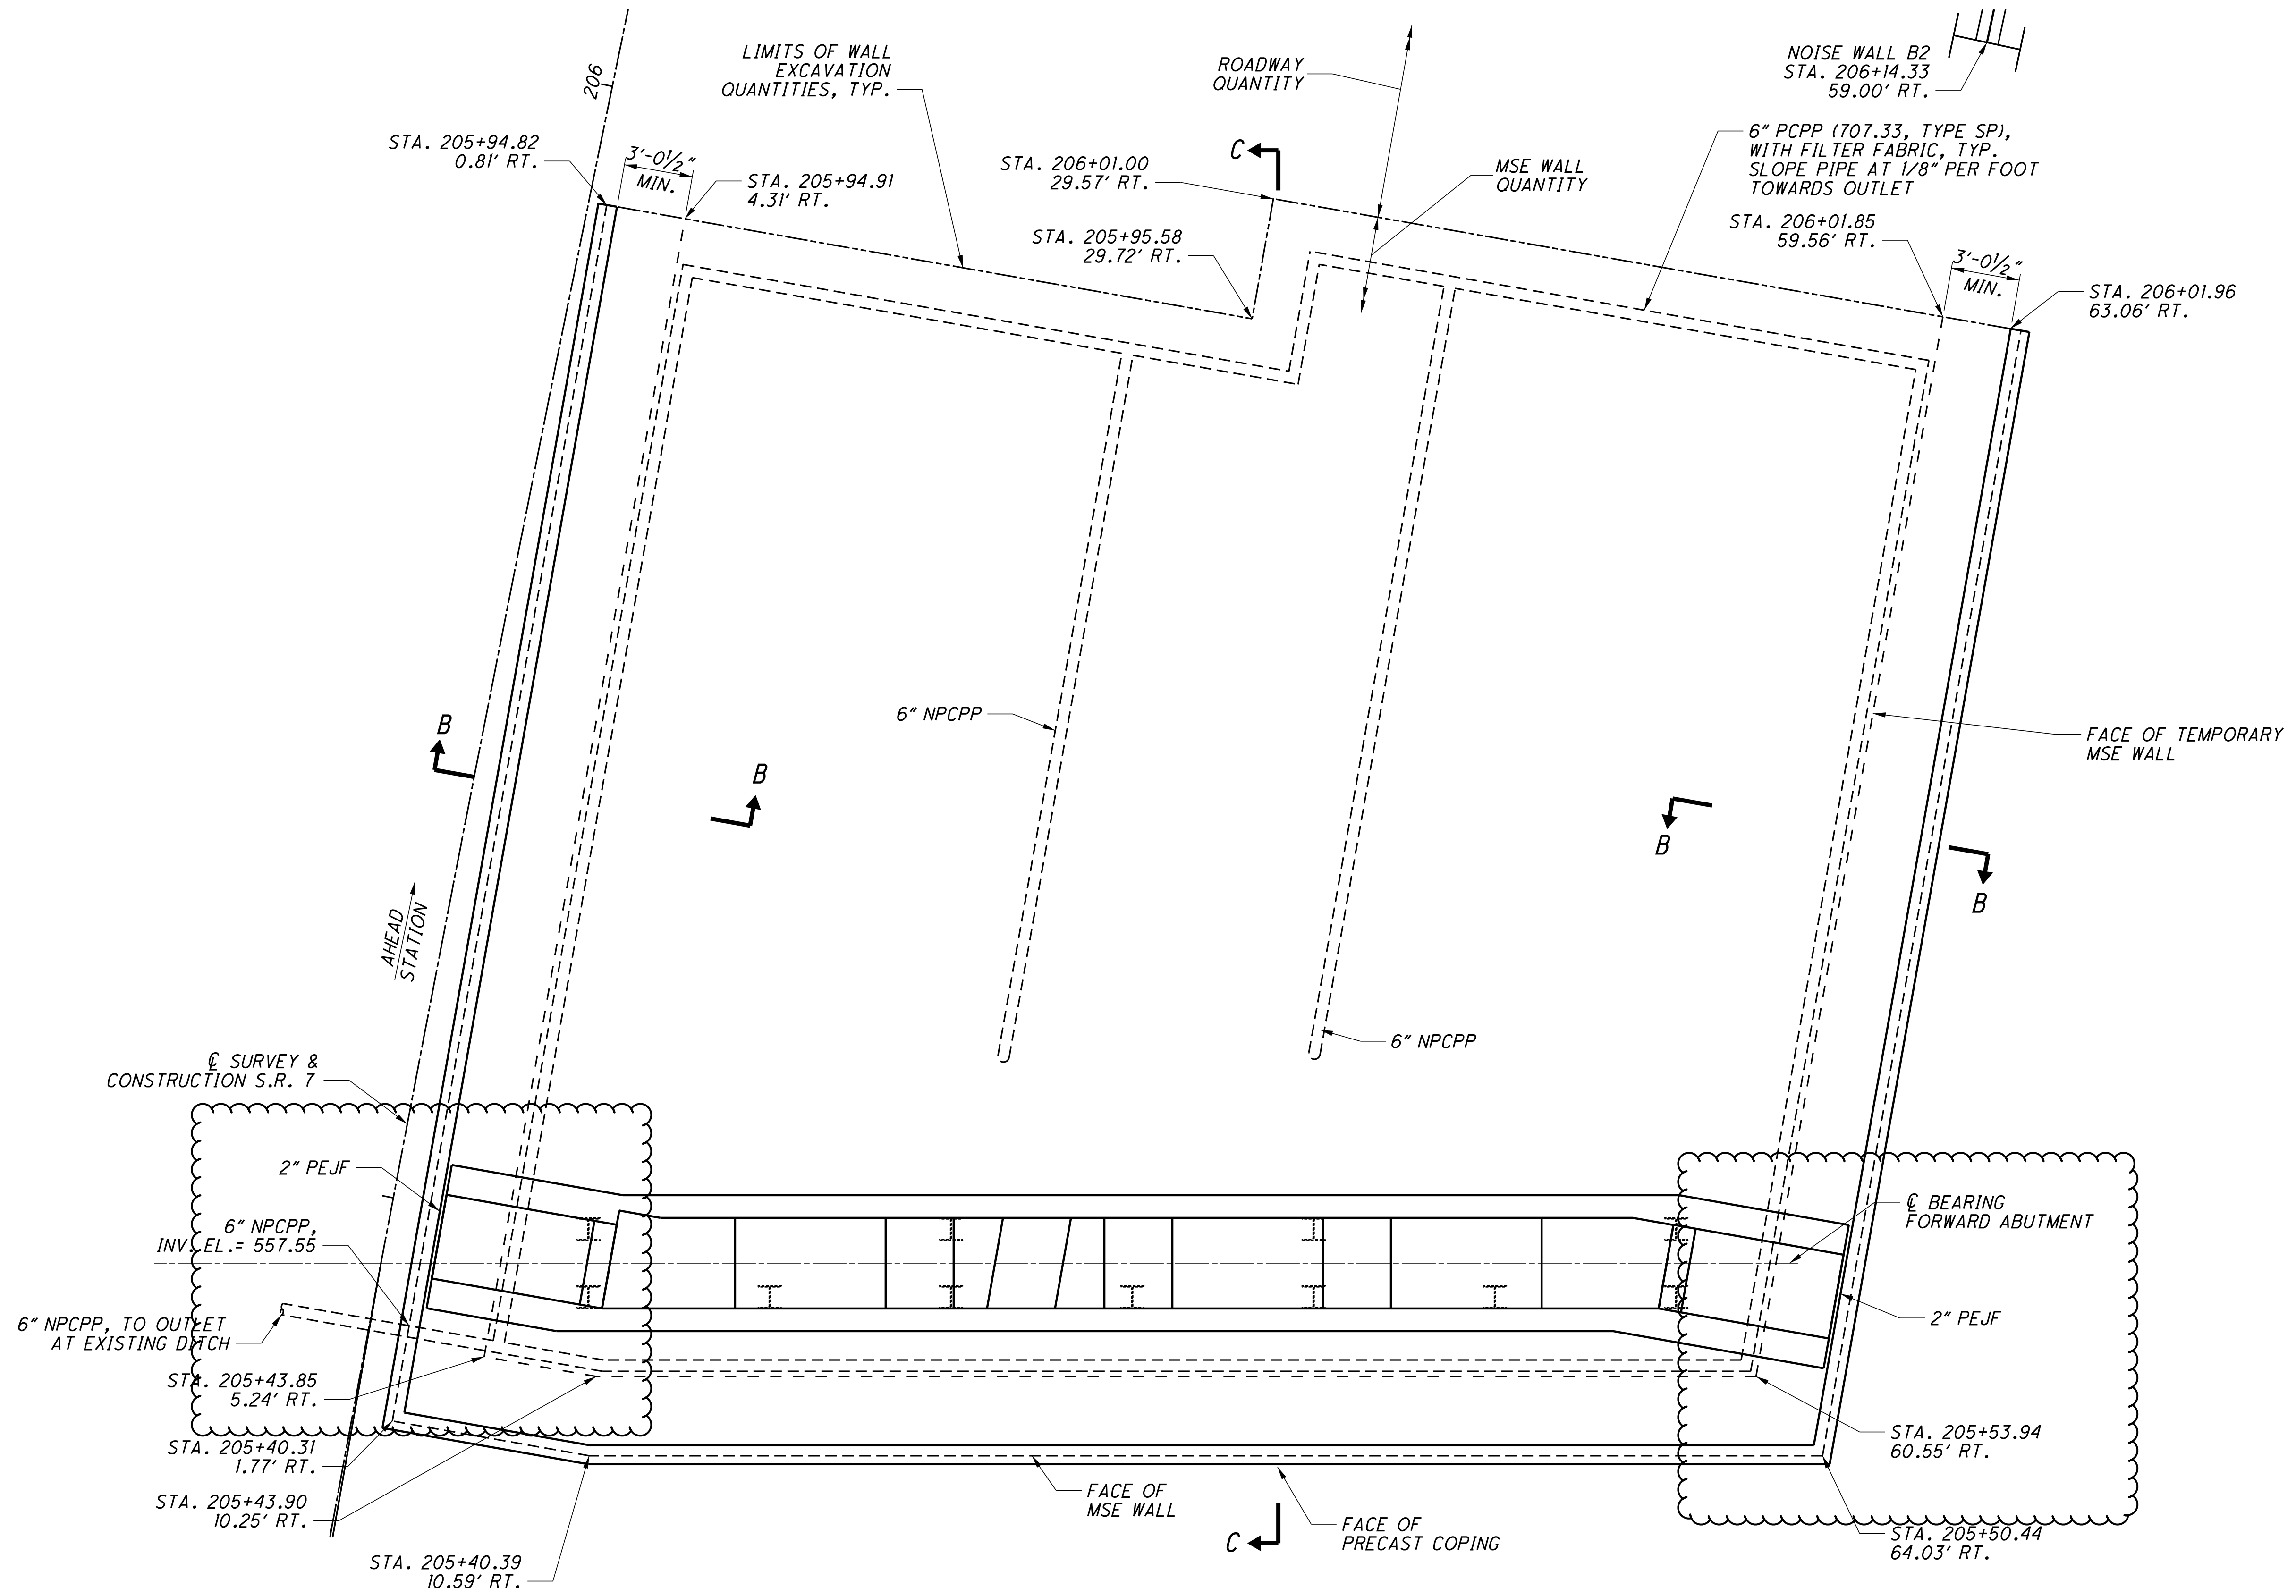 206
LIMITS OF WALL
EXCAVATION
QUANTITIES, TYP.
ROADWAY
QUANTITY
NOISE WALL B2
STA. 206+14.33
59.00' RT.
STA. 205+94.82
0.81' RT.
3'-0½"
MIN.
STA. 205+94.91
4.31' RT.
STA. 206+01.00
29.57' RT.
C
MSE WALL
QUANTITY
6" PCPP (707.33, TYPE SP),
WITH FILTER FABRIC, TYP.
SLOPE PIPE AT 1/8" PER FOOT
TOWARDS OUTLET
STA. 205+95.58
29.72' RT.
STA. 206+01.85
59.56' RT.
3'-0½"
MIN.
STA. 206+01.96
63.06' RT.
6" NPCPP
B
B
B
B
FACE OF TEMPORARY
MSE WALL
AHEAD
STATION
6" NPCPP
℄ SURVEY &
CONSTRUCTION S.R. 7
2" PEJF
6" NPCPP,
INV. EL.= 557.55
℄ BEARING
FORWARD ABUTMENT
6" NPCPP, TO OUTLET
AT EXISTING DITCH
2" PEJF
STA. 205+43.85
5.24' RT.
STA. 205+40.31
1.77' RT.
STA. 205+53.94
60.55' RT.
STA. 205+43.90
10.25' RT.
FACE OF
MSE WALL
C
FACE OF
PRECAST COPING
STA. 205+50.44
64.03' RT.
STA. 205+40.39
10.59' RT.